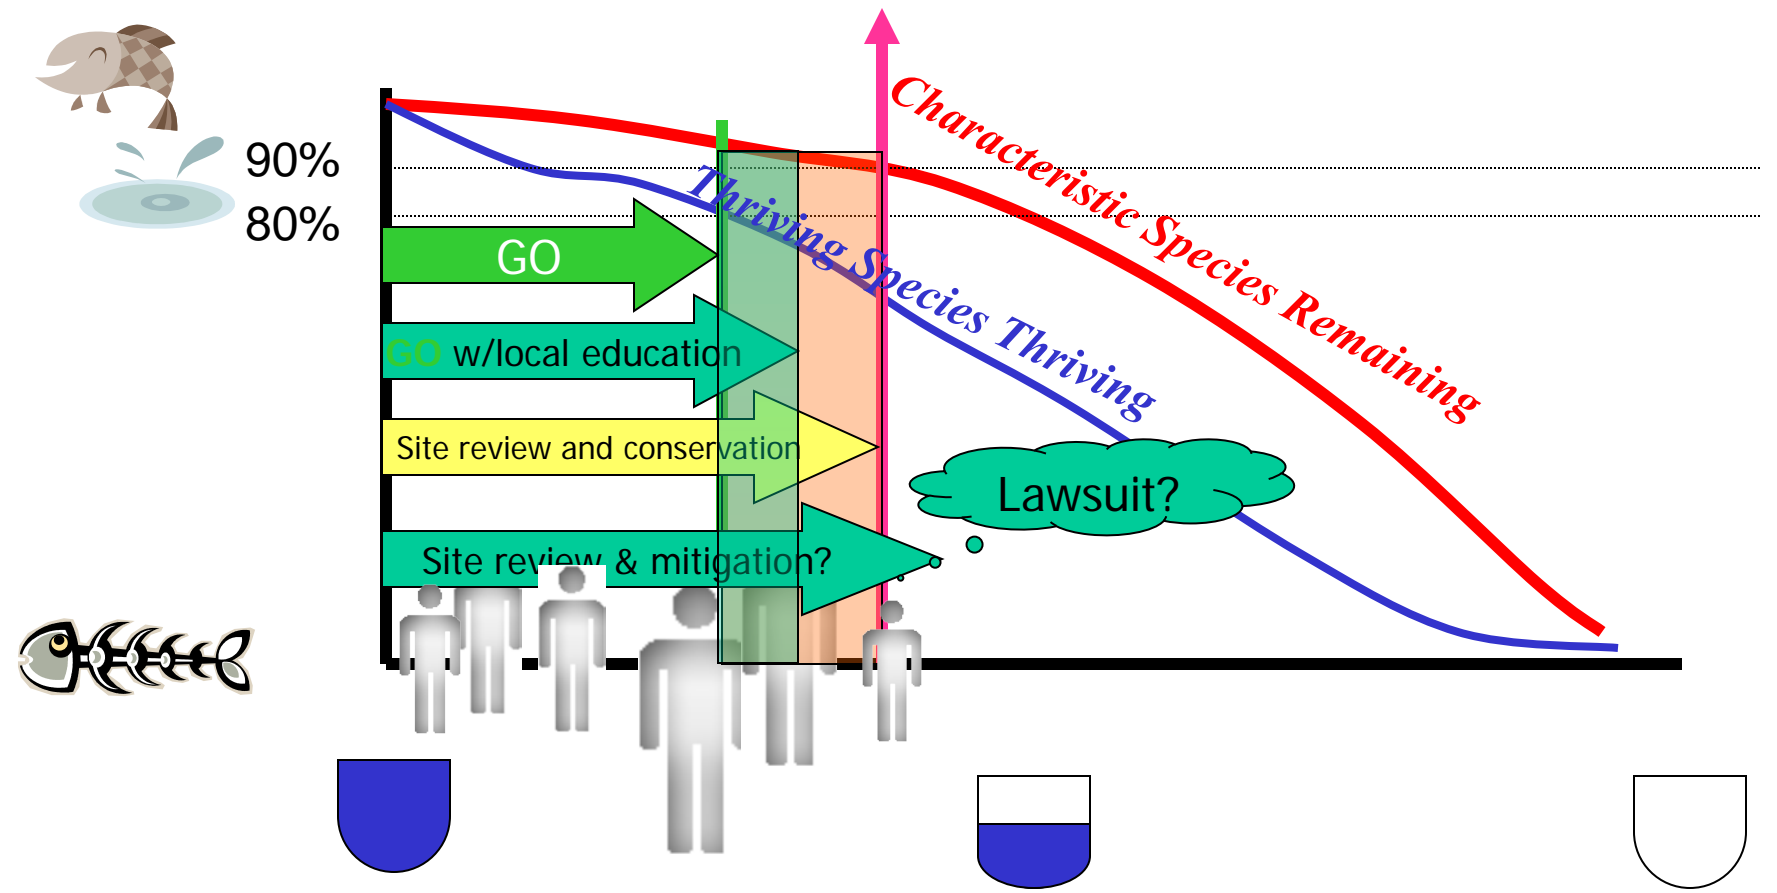 90%
80%
Characteristic Species Remaining
Thriving Species Thriving
GO
GO w/local education
Site review and conservation
Lawsuit?
Site review & mitigation?